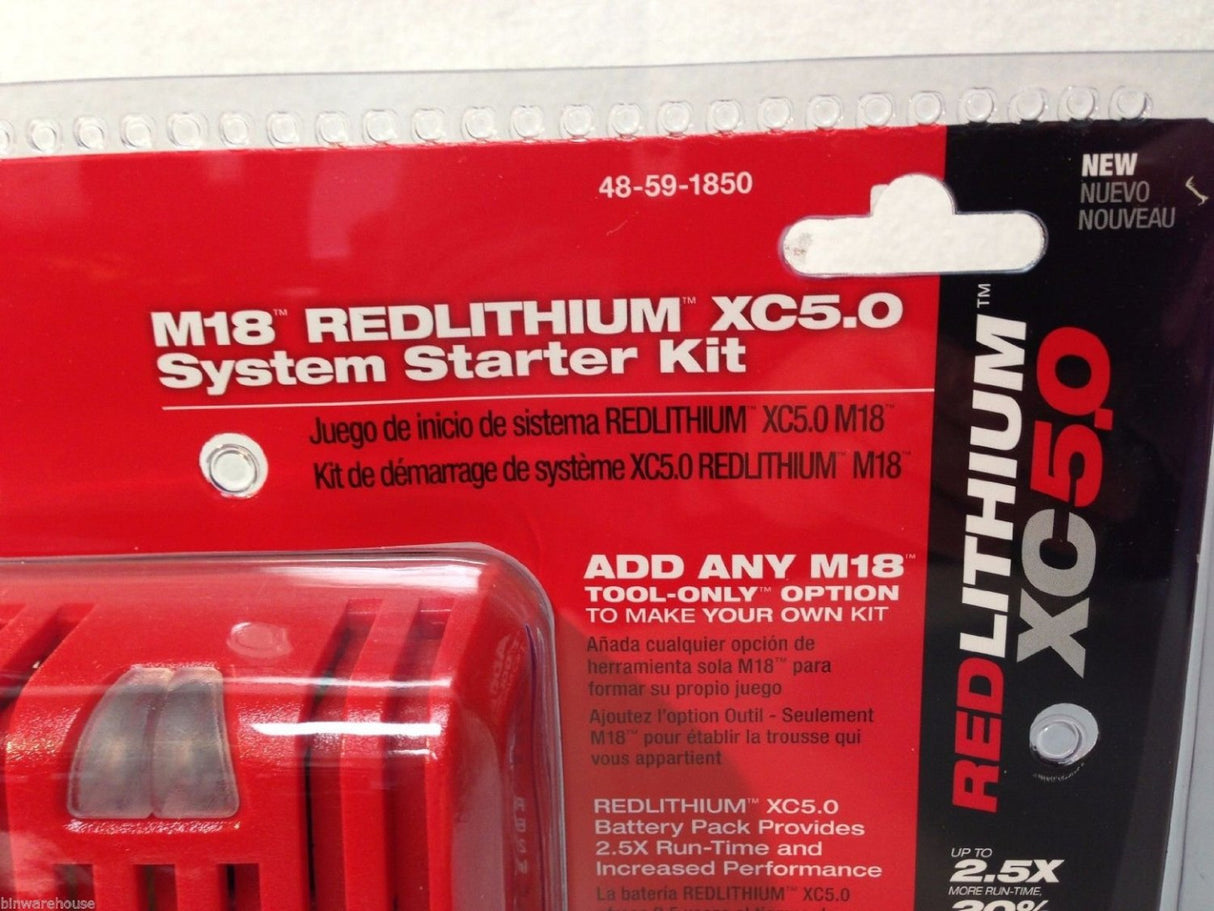 48-59-1850
NEW
NUEVO
NOUVEAU
M18™ REDLITHIUM™ XC5.0
System Starter Kit
Juego de inicio de sistema REDLITHIUM™ XC5.0 M18™
Kit de démarrage de système XC5.0 REDLITHIUM™ M18™
REDLITHIUM™
XC5.0
ADD ANY M18™
TOOL-ONLY™ OPTION
TO MAKE YOUR OWN KIT
Añada cualquier opción de
herramienta sola M18™ para
formar su propio juego
Ajoutez l'option Outil - Seulement
M18™ pour établir la trousse qui
vous appartient
REDLITHIUM™ XC5.0
Battery Pack Provides
2.5X Run-Time and
Increased Performance
La batería REDLITHIUM™ XC5.0
UP TO
2.5X
MORE RUN-TIME,
20%
binwarehouse